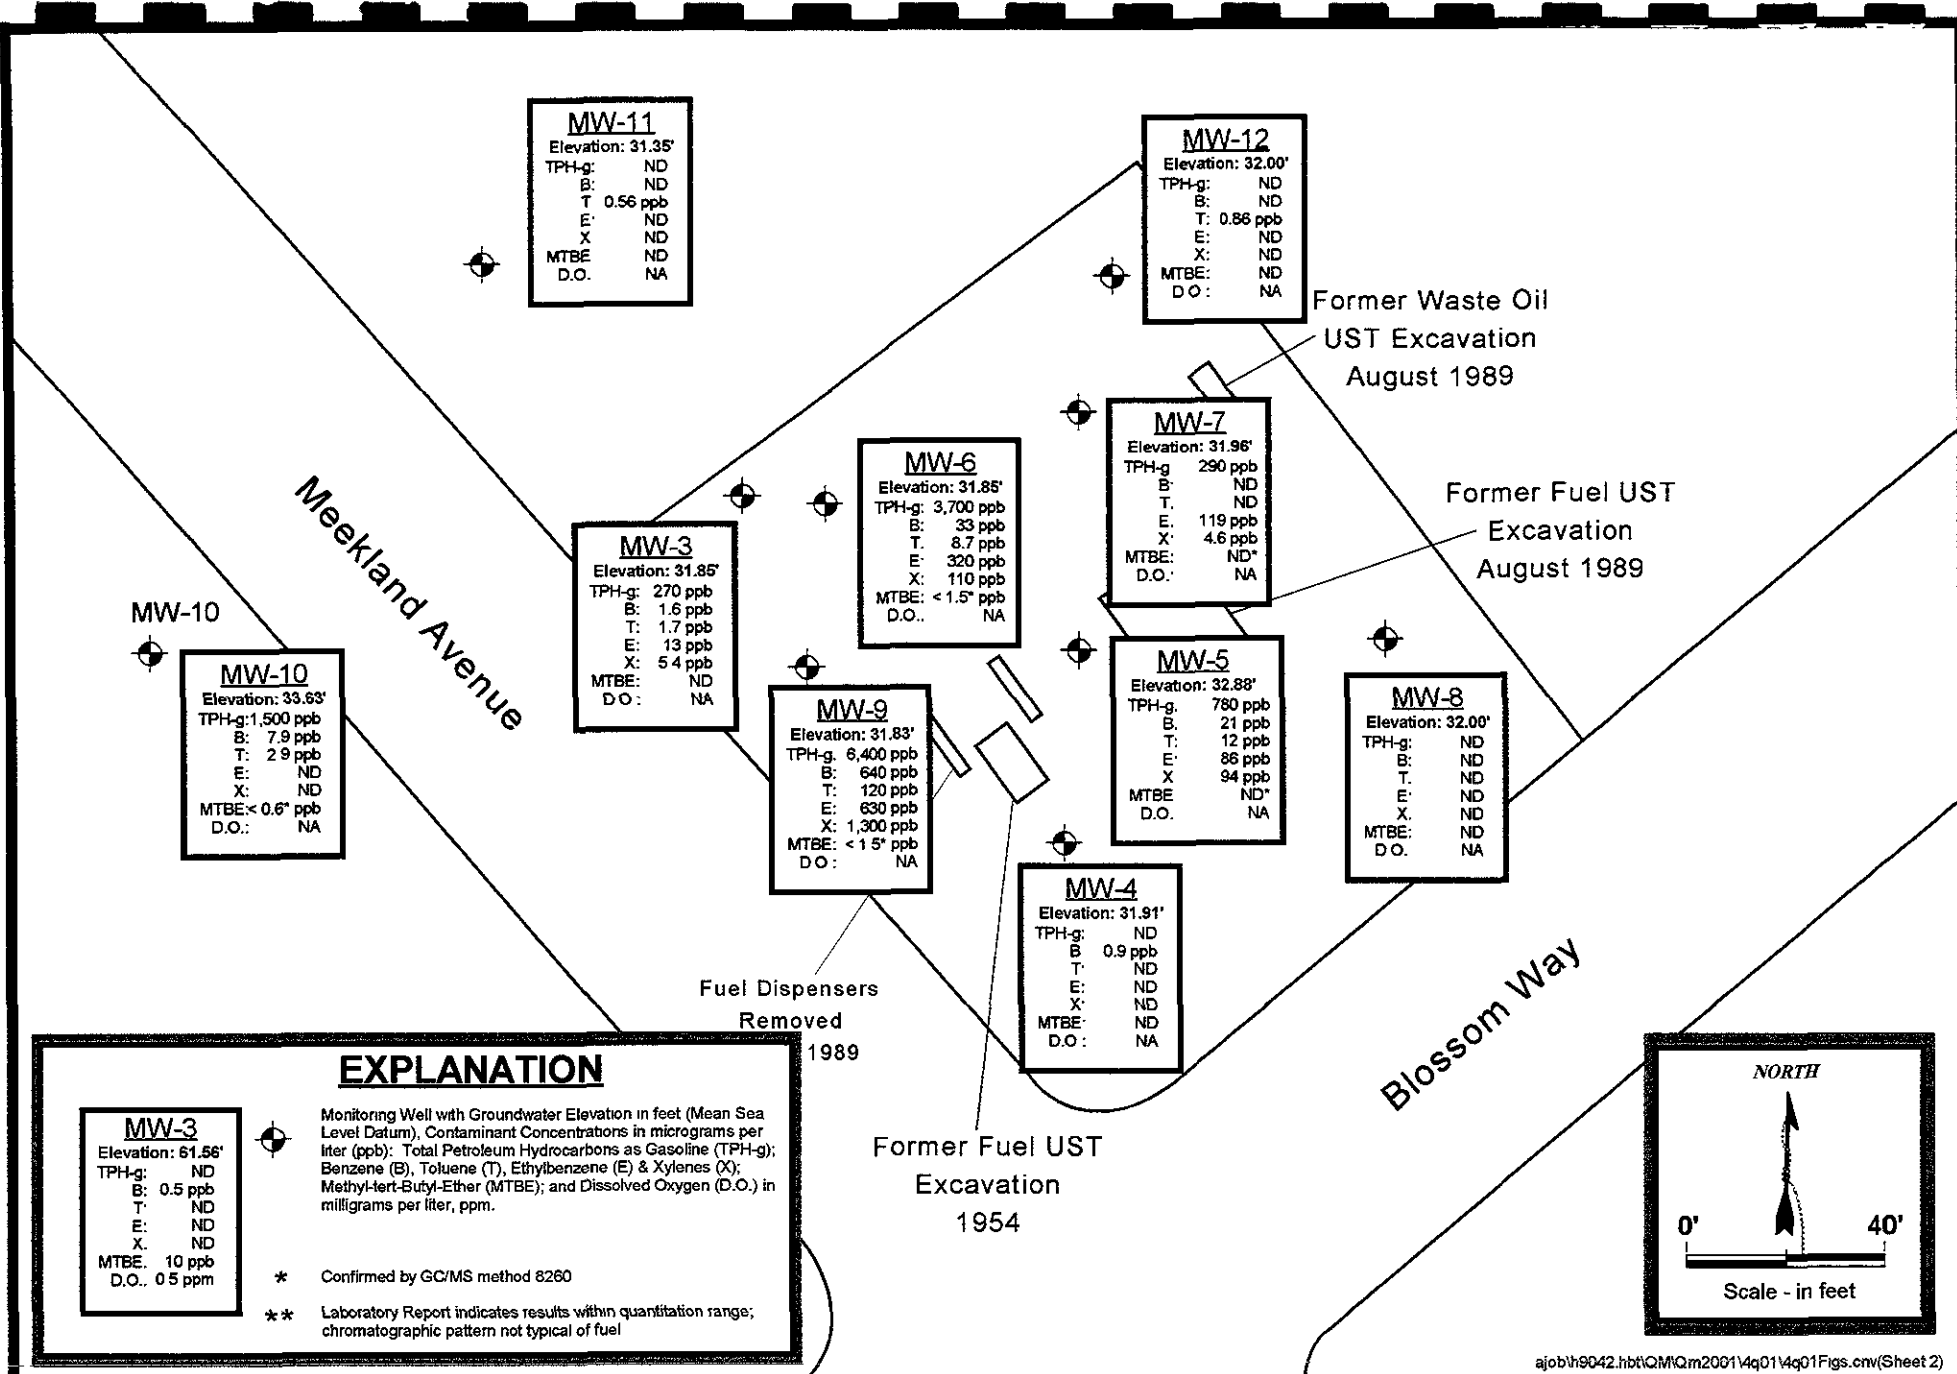 MW-11
Elevation: 31.35'
TPH-g: ND
B: ND
T 0.56 ppb
E· ND
X ND
MTBE ND
D.O. NA
MW-12
Elevation: 32.00'
TPH-g: ND
B: ND
T: 0.86 ppb
E: ND
X: ND
MTBE: ND
D O: NA
Former Waste Oil
UST Excavation
August 1989
MW-7
Elevation: 31.96'
TPH-g 290 ppb
B· ND
T. ND
E. 119 ppb
X· 4.6 ppb
MTBE: ND*
D.O.· NA
MW-6
Elevation: 31.85'
TPH-g: 3,700 ppb
B: 33 ppb
T. 8.7 ppb
E· 320 ppb
X: 110 ppb
MTBE: < 1.5* ppb
D.O.. NA
Former Fuel UST
Excavation
August 1989
Meekland Avenue
MW-3
Elevation: 31.85'
TPH-g: 270 ppb
B: 1.6 ppb
T: 1.7 ppb
E: 13 ppb
X: 5 4 ppb
MTBE: ND
D O : NA
MW-10
MW-10
Elevation: 33.63'
TPH-g:1,500 ppb
B: 7.9 ppb
T: 2 9 ppb
E: ND
X: ND
MTBE:< 0.6* ppb
D.O.: NA
MW-9
Elevation: 31.83'
TPH-g. 6,400 ppb
B: 640 ppb
T: 120 ppb
E: 630 ppb
X: 1,300 ppb
MTBE: < 1 5* ppb
D O : NA
MW-5
Elevation: 32.88'
TPH-g. 780 ppb
B. 21 ppb
T: 12 ppb
E· 86 ppb
X 94 ppb
MTBE ND*
D.O. NA
MW-8
Elevation: 32.00'
TPH-g: ND
B: ND
T. ND
E· ND
X. ND
MTBE: ND
D O. NA
MW-4
Elevation: 31.91'
TPH-g: ND
B 0.9 ppb
T· ND
E: ND
X· ND
MTBE· ND
D.O : NA
Fuel Dispensers
Removed
1989
Blossom Way
Former Fuel UST
Excavation
1954
EXPLANATION
MW-3
Elevation: 61.56'
TPH-g: ND
B: 0.5 ppb
T· ND
E: ND
X. ND
MTBE. 10 ppb
D.O.. 0 5 ppm
Monitoring Well with Groundwater Elevation in feet (Mean Sea
Level Datum), Contaminant Concentrations in micrograms per
liter (ppb): Total Petroleum Hydrocarbons as Gasoline (TPH-g);
Benzene (B), Toluene (T), Ethylbenzene (E) & Xylenes (X);
Methyl-tert-Butyl-Ether (MTBE); and Dissolved Oxygen (D.O.) in
milligrams per liter, ppm.
* Confirmed by GC/MS method 8260
** Laboratory Report indicates results within quantitation range;
chromatographic pattern not typical of fuel
NORTH
0' 40'
Scale - in feet
ajob\h9042.hbt\QM\Qm2001\4q01\4q01Figs.cnv(Sheet 2)